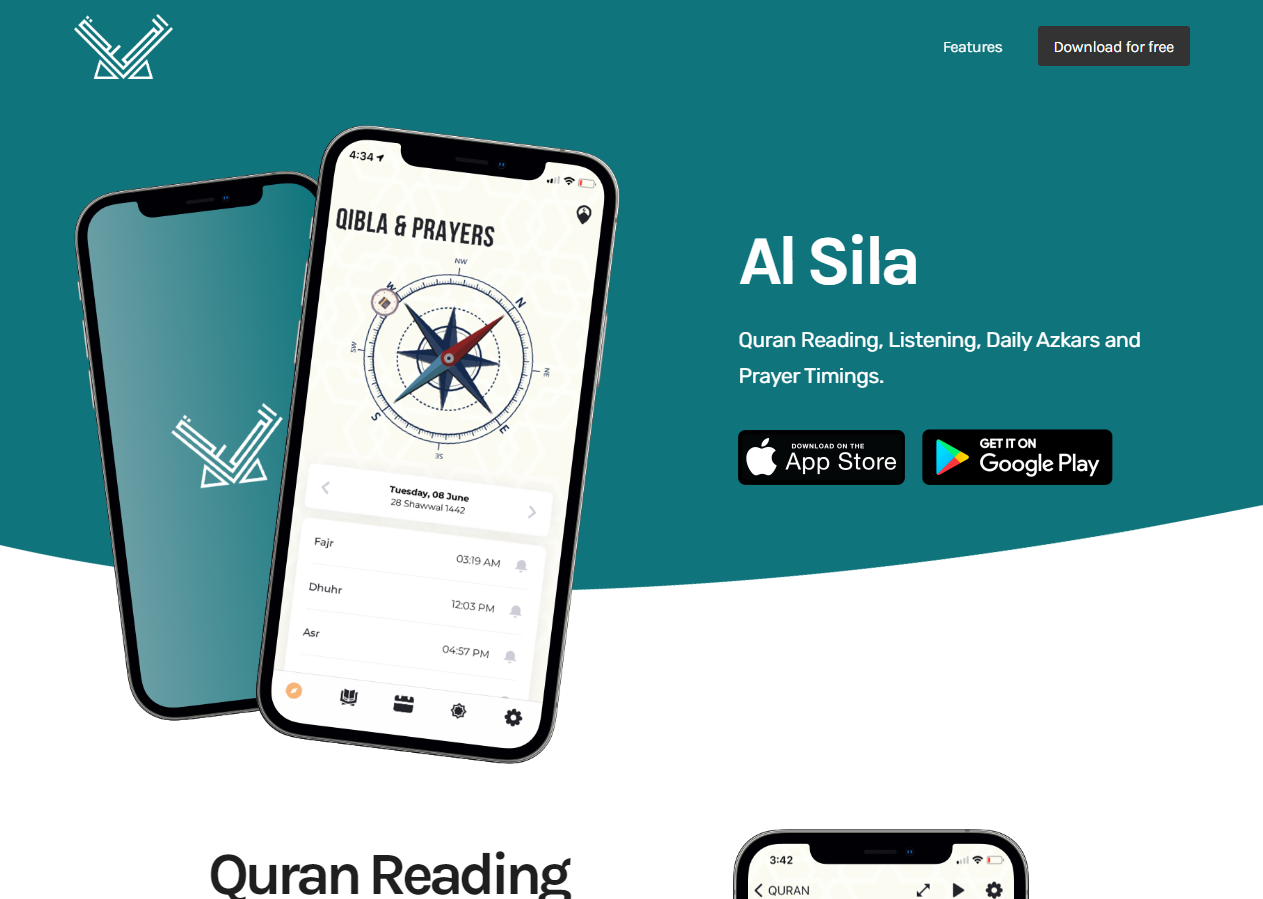 Features
Download for free
4:34
QIBLA & PRAYERS
NW
W
N
SW
NE
S
E
SE
Tuesday, 08 June
28 Shawwal 1442
Fajr
03:19 AM
Dhuhr
12:03 PM
Asr
04:57 PM
Al Sila
Quran Reading, Listening, Daily Azkars and
Prayer Timings.
DOWNLOAD ON THE
App Store
GET IT ON
Google Play
Quran Reading
3:42
QURAN